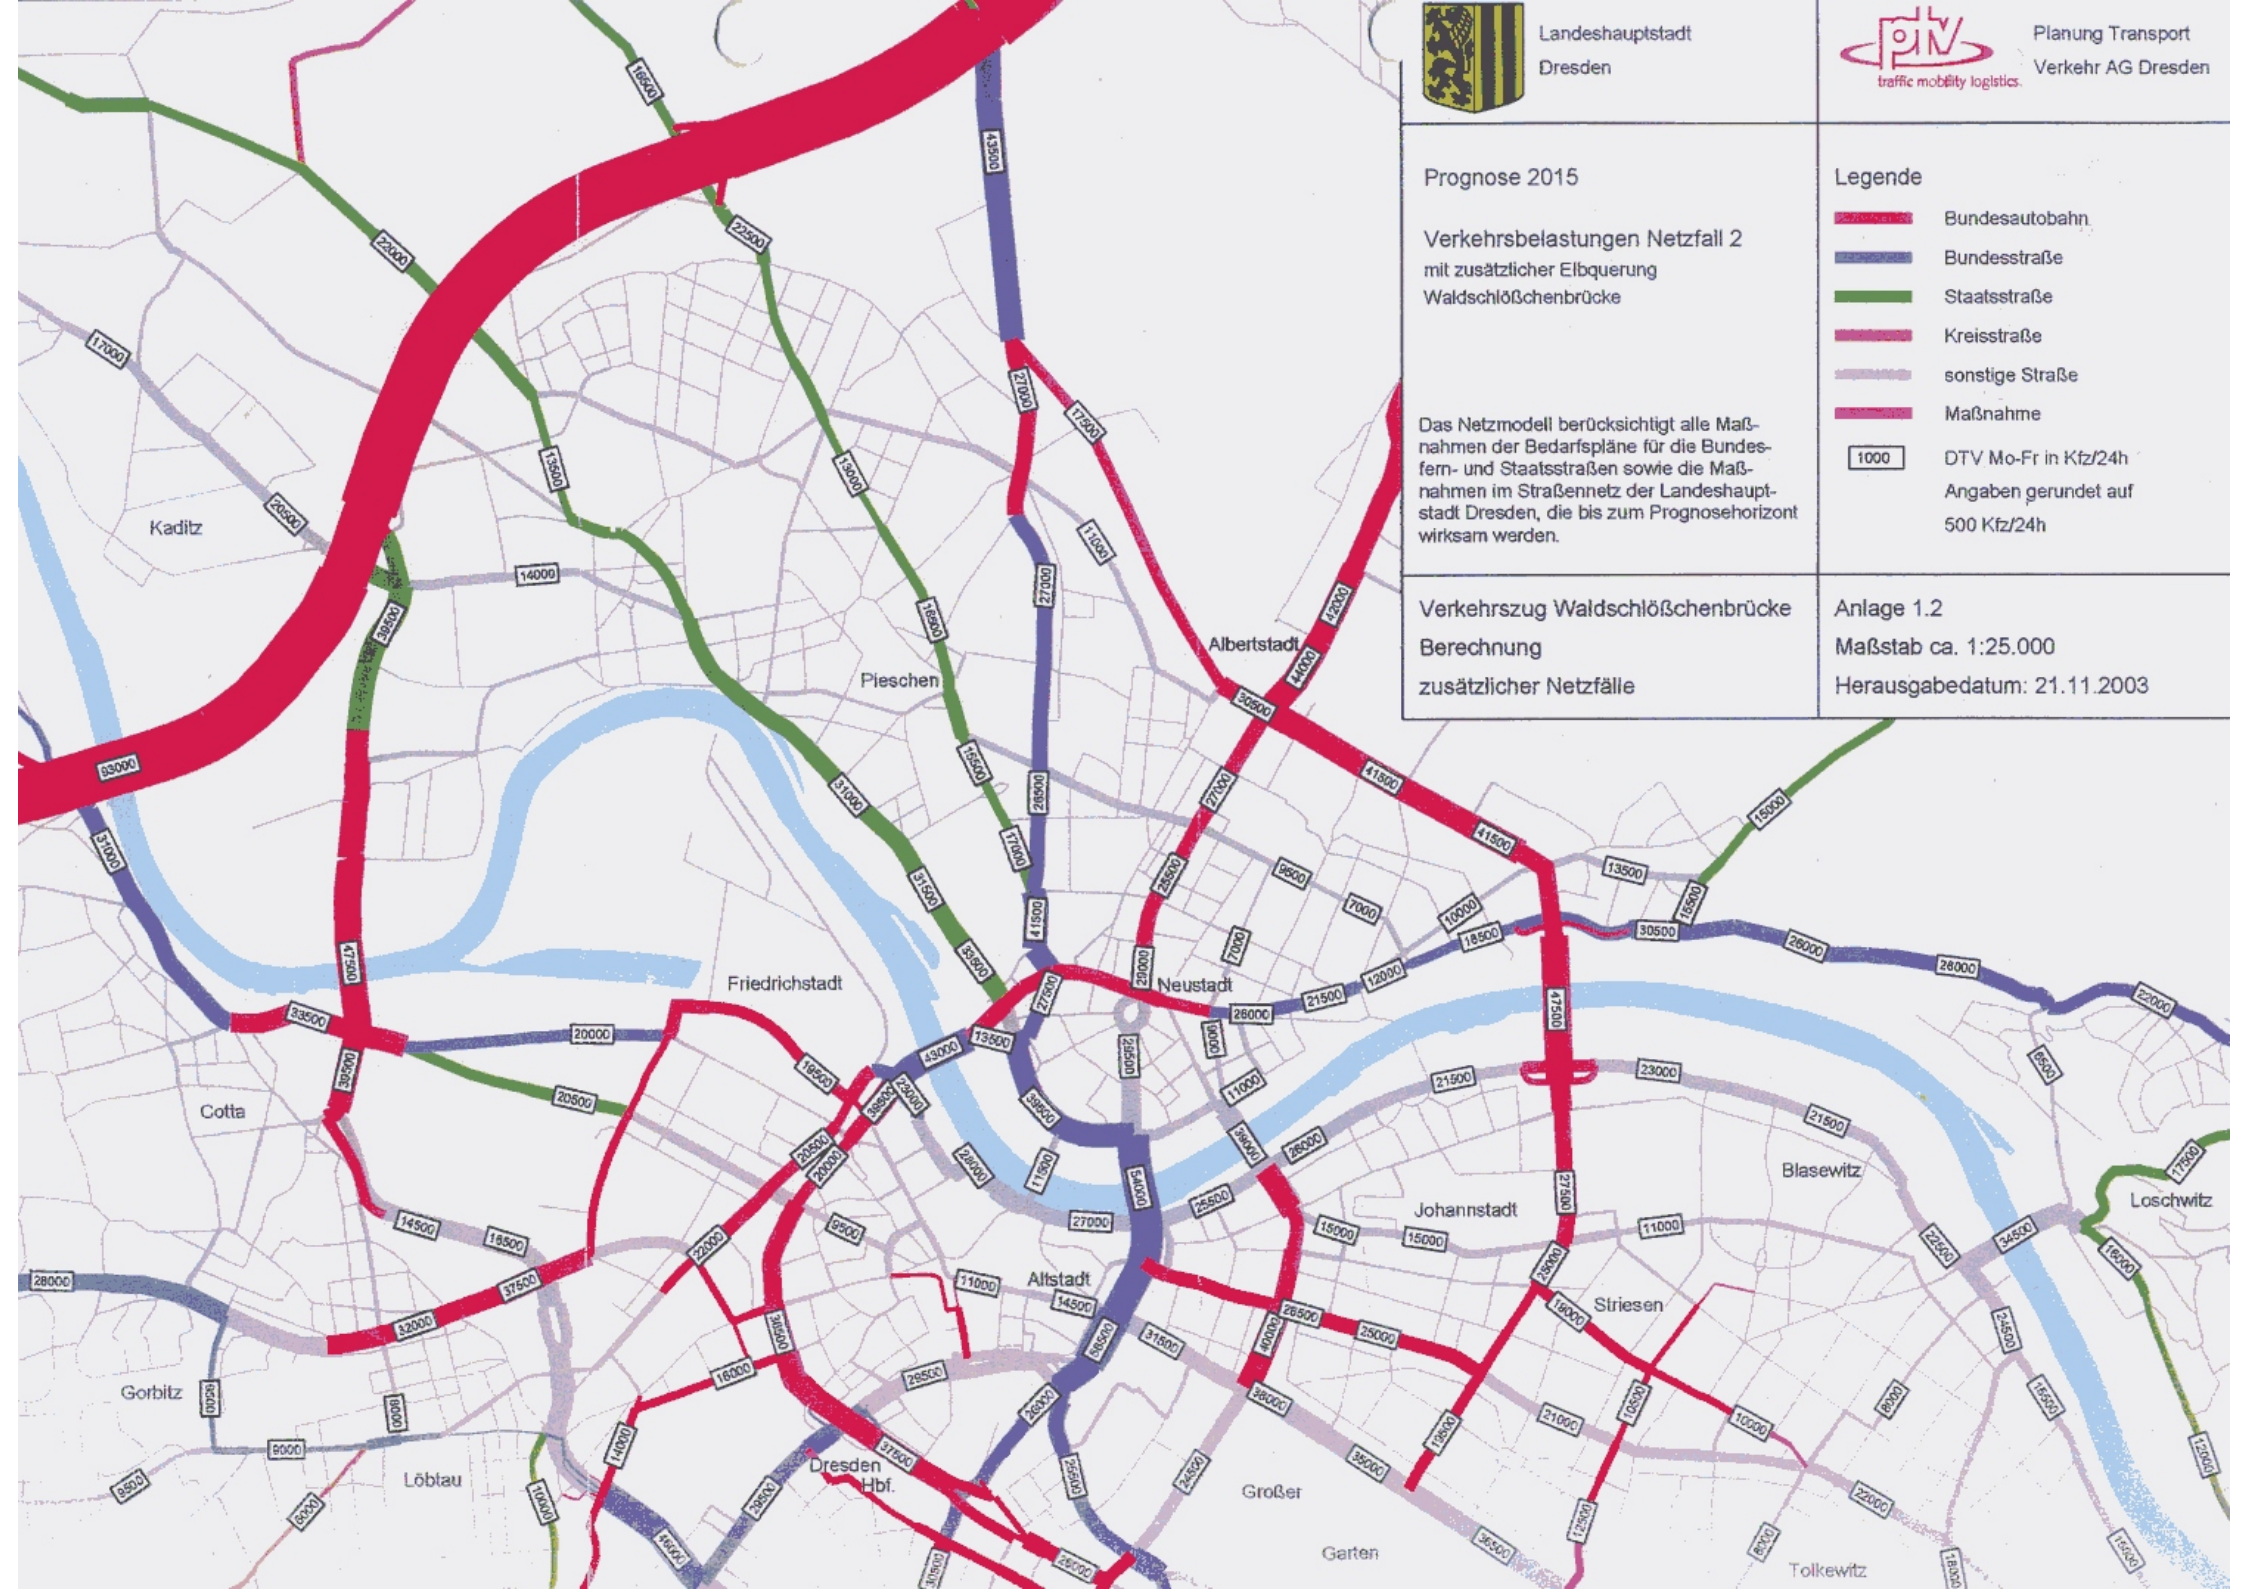 Landeshauptstadt
Dresden
ptv
traffic mobility logistics.
Planung Transport
Verkehr AG Dresden
Prognose 2015
Verkehrsbelastungen Netzfall 2
mit zusätzlicher Elbquerung
Waldschlößchenbrücke
Das Netzmodell berücksichtigt alle Maß-
nahmen der Bedarfspläne für die Bundes-
fern- und Staatsstraßen sowie die Maß-
nahmen im Straßennetz der Landeshaupt-
stadt Dresden, die bis zum Prognosehorizont
wirksam werden.
Legende
Bundesautobahn
Bundesstraße
Staatsstraße
Kreisstraße
sonstige Straße
Maßnahme
1000
DTV Mo-Fr in Kfz/24h
Angaben gerundet auf
500 Kfz/24h
Verkehrszug Waldschlößchenbrücke
Berechnung
zusätzlicher Netzfälle
Anlage 1.2
Maßstab ca. 1:25.000
Herausgabedatum: 21.11.2003
16500
43500
22500
22000
17000
27000
17500
13500
13000
20500
Kaditz
11000
14000
27000
42000
39500
16500
Albertstadt
44000
Pieschen
30500
93000
15500
41500
31000
26500
27000
15000
31000
17000
41500
25500
9500
13500
31500
7000
10000
15500
41500
18500
30500
26000
47500
33500
7000
26000
29000
12000
Friedrichstadt
27500
Neustadt
21500
22000
33500
26000
47500
20000
13500
9000
43000
28500
39500
19500
6500
23000
21500
20500
39500
23000
11000
Cotta
39500
21500
20500
39000
26000
20000
28000
11500
Blasewitz
17500
54000
27500
Loschwitz
25500
Johannstadt
14500
9500
27000
15000
11000
16500
15000
34500
22000
22500
16000
28000
37500
11000
Altstadt
25000
14500
26500
19000
Striesen
32000
38500
25000
31500
40000
24500
56500
16000
29500
Gorbitz
9500
38000
8000
26000
10500
15500
8000
21000
10000
19500
14000
9000
37500
12000
Dresden
Hbf.
35000
25500
24500
9500
Löbtau
29500
Großer
22000
10000
6000
12500
46000
36500
Garten
8000
15000
26000
30500
Tolkewitz
18000